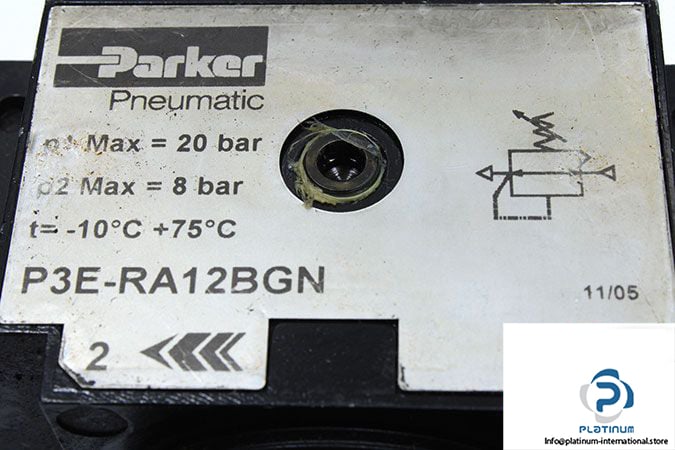 Parker
Pneumatic
p1 Max = 20 bar
p2 Max = 8 bar
t= -10°C +75°C
P3E-RA12BGN
11/05
2
PLATINUM
Info@platinum-international.store